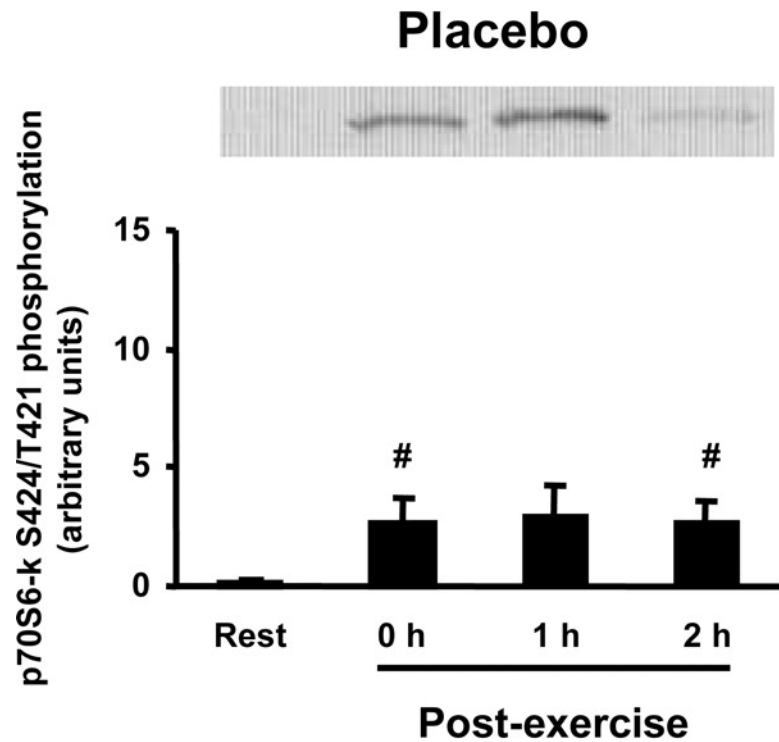 Placebo
p70S6-k S424/T421 phosphorylation
(arbitrary units)
15
10
5
0
#
#
Rest
0 h
1 h
2 h
Post-exercise